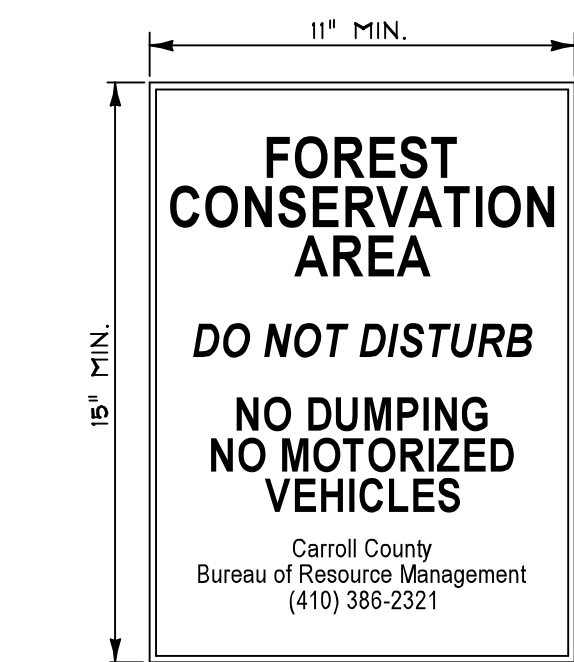 11" MIN.
15" MIN.
FOREST
CONSERVATION
AREA
DO NOT DISTURB
NO DUMPING
NO MOTORIZED
VEHICLES
Carroll County
Bureau of Resource Management
(410) 386-2321